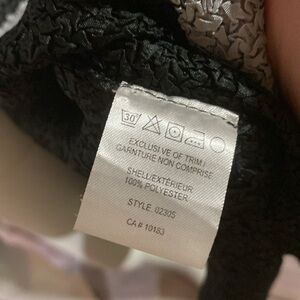 30
EXCLUSIVE OF TRIM /
GARNITURE NON COMPRISE
SHELL/EXTÉRIEUR
100% POLYESTER
STYLE. 02305
CA# 10183